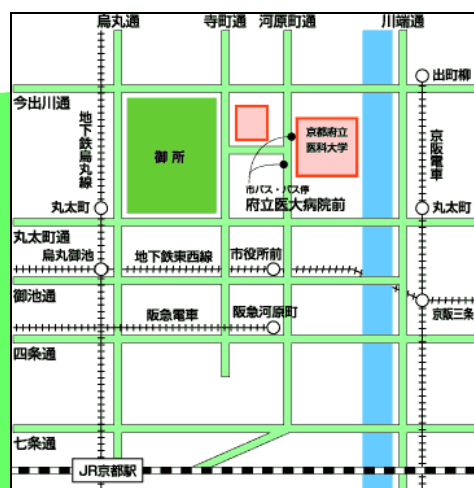 烏丸通
寺町通
河原町通
川端通
出町柳
今出川通
地下鉄烏丸線
御所
京都府立
医科大学
京阪電車
市バス・バス停
府立医大病院前
丸太町
丸太町
丸太町通
烏丸御池
地下鉄東西線
市役所前
御池通
京阪三条
阪急電車
阪急河原町
四条通
七条通
JR京都駅